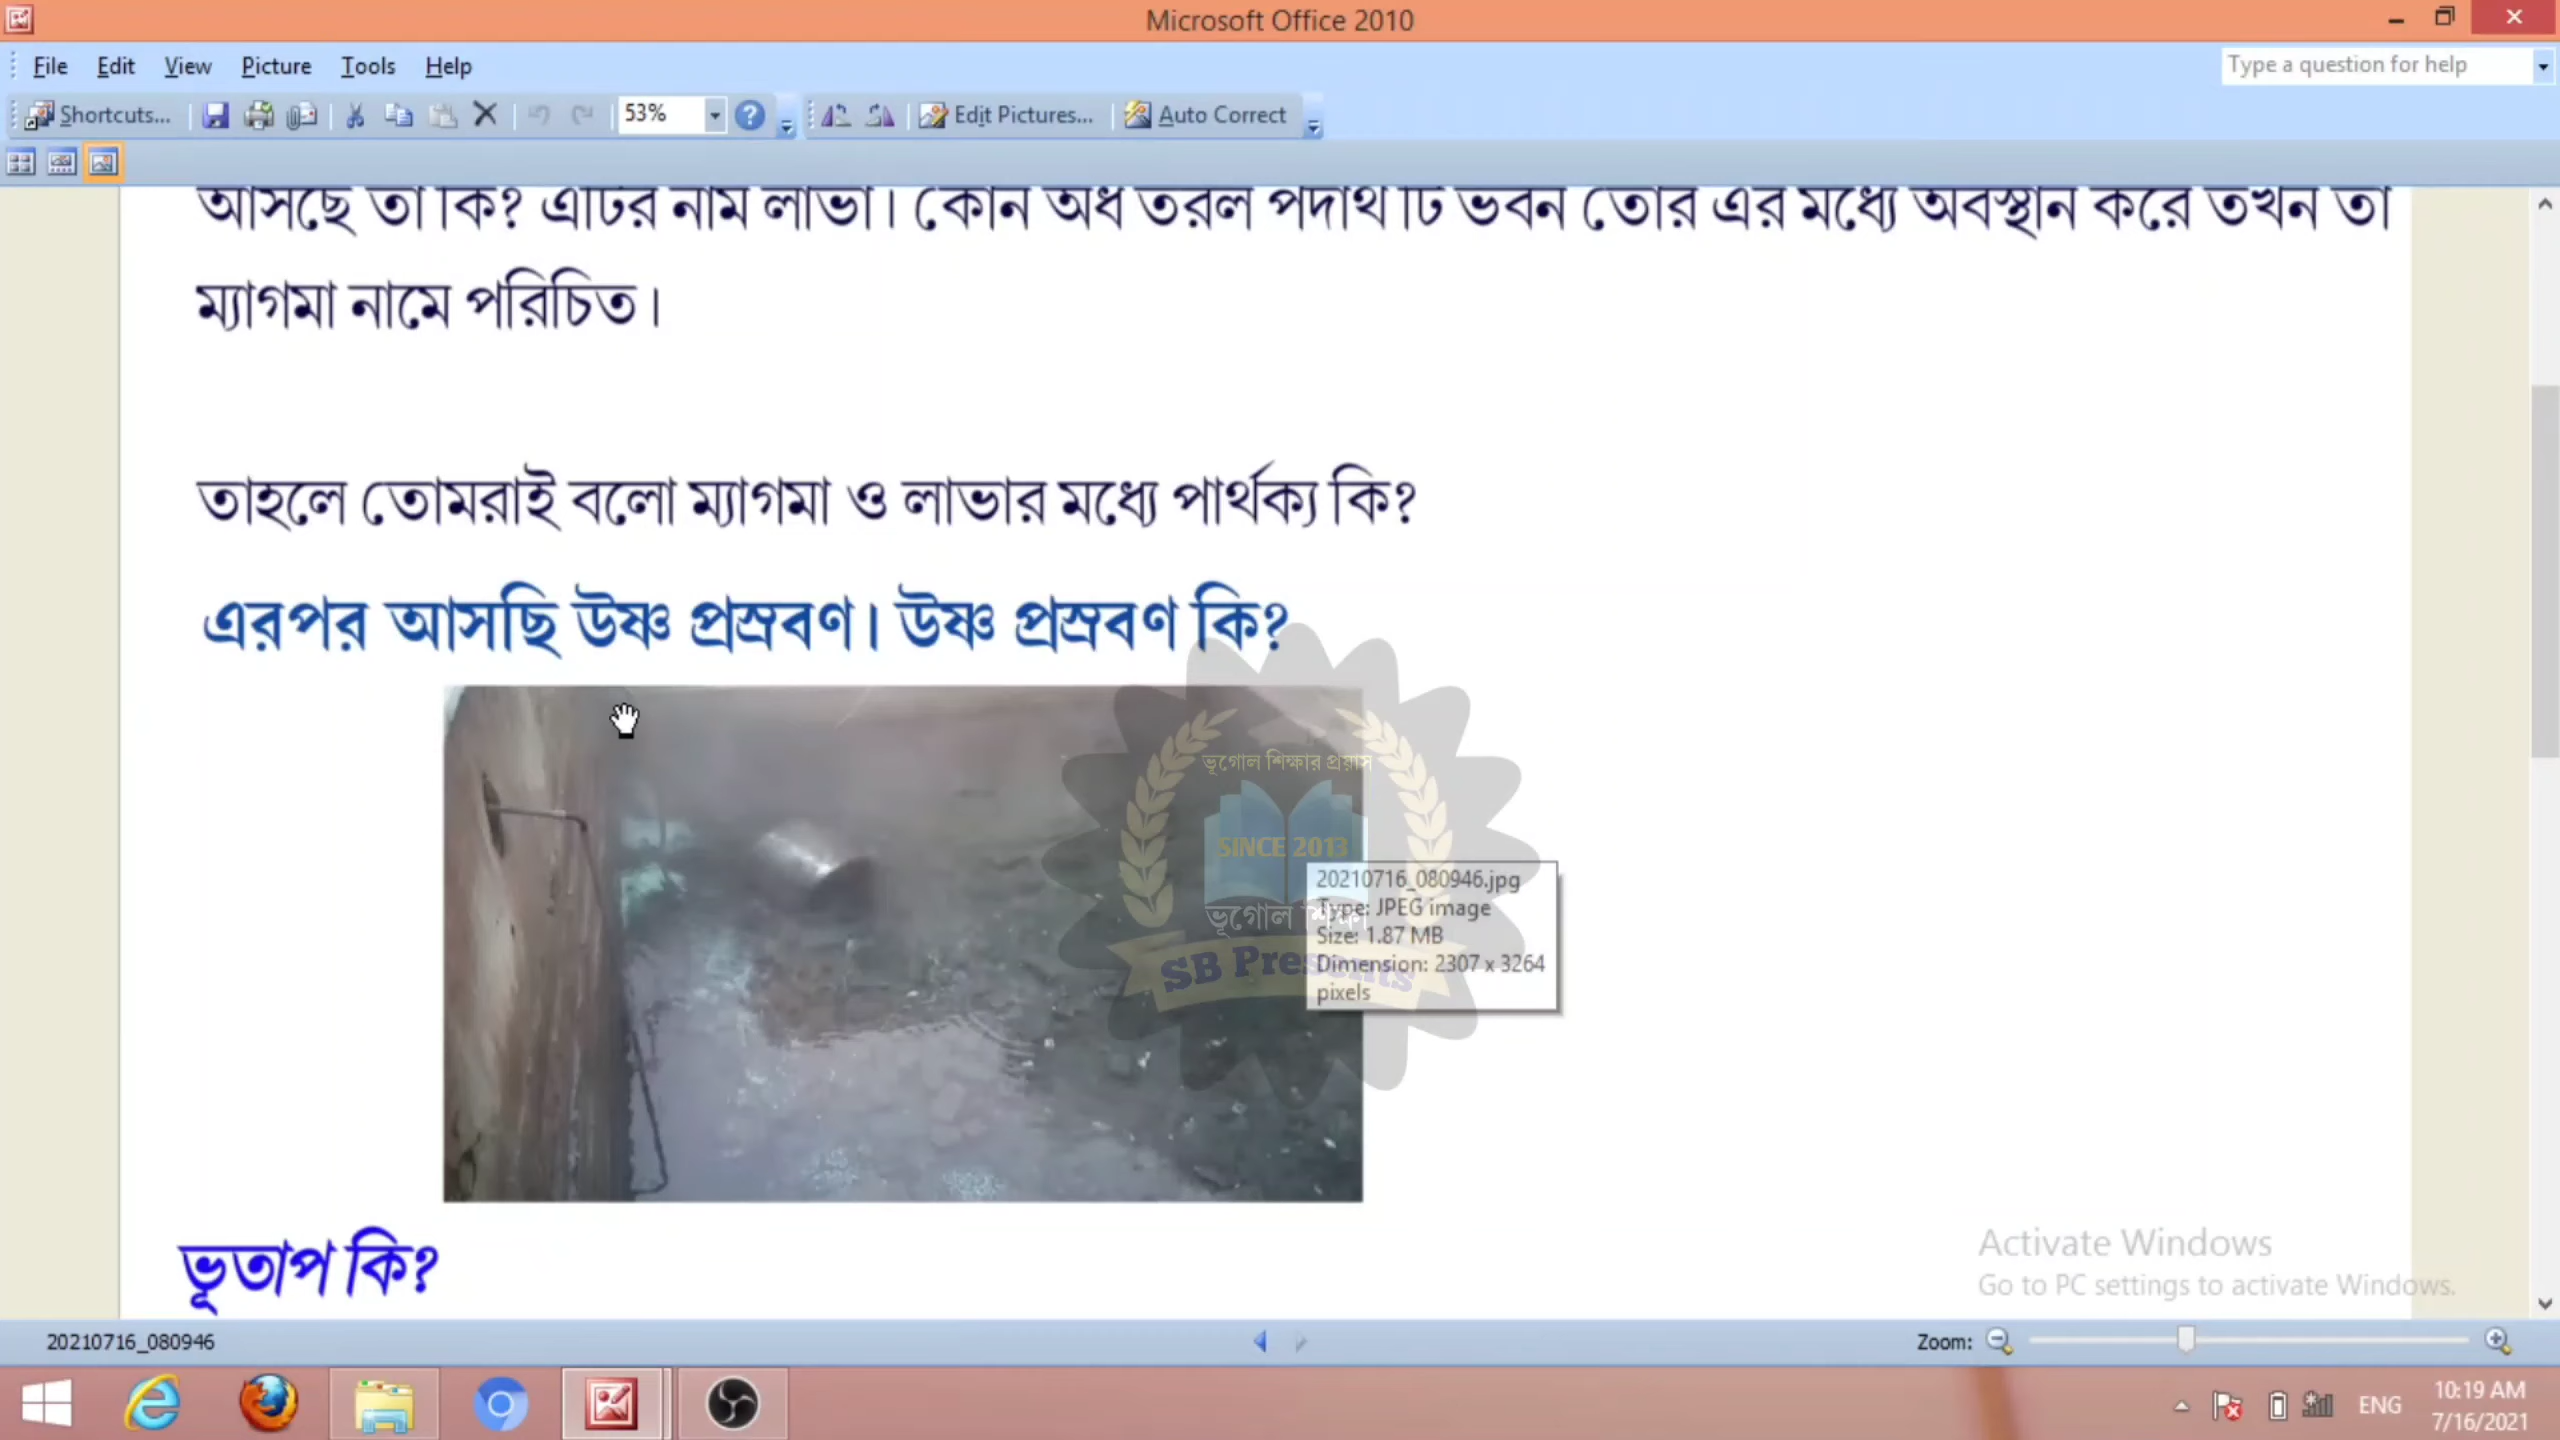 Microsoft Office 2010
File Edit View Picture Tools Help
Type a question for help
Shortcuts... 53% Edit Pictures... Auto Correct
আসছে তা কি? এটির নাম লাভা। কোন অর্ধ তরল পদার্থ টি ভবন তোর এর মধ্যে অবস্থান করে তখন তা
ম্যাগমা নামে পরিচিত।
তাহলে তোমরাই বলো ম্যাগমা ও লাভার মধ্যে পার্থক্য কি?
এরপর আসছি উষ্ণ প্রস্রবণ। উষ্ণ প্রস্রবণ কি?
ভূগোল শিক্ষার প্রয়াস
SINCE 2013
20210716_080946.jpg
Type: JPEG image
ভূগোল শিক্ষা
Size: 1.87 MB
SB Presents
Dimension: 2307 x 3264
pixels
ভূতাপ কি?
Activate Windows
Go to PC settings to activate Windows.
20210716_080946
Zoom:
ENG
10:19 AM
7/16/2021